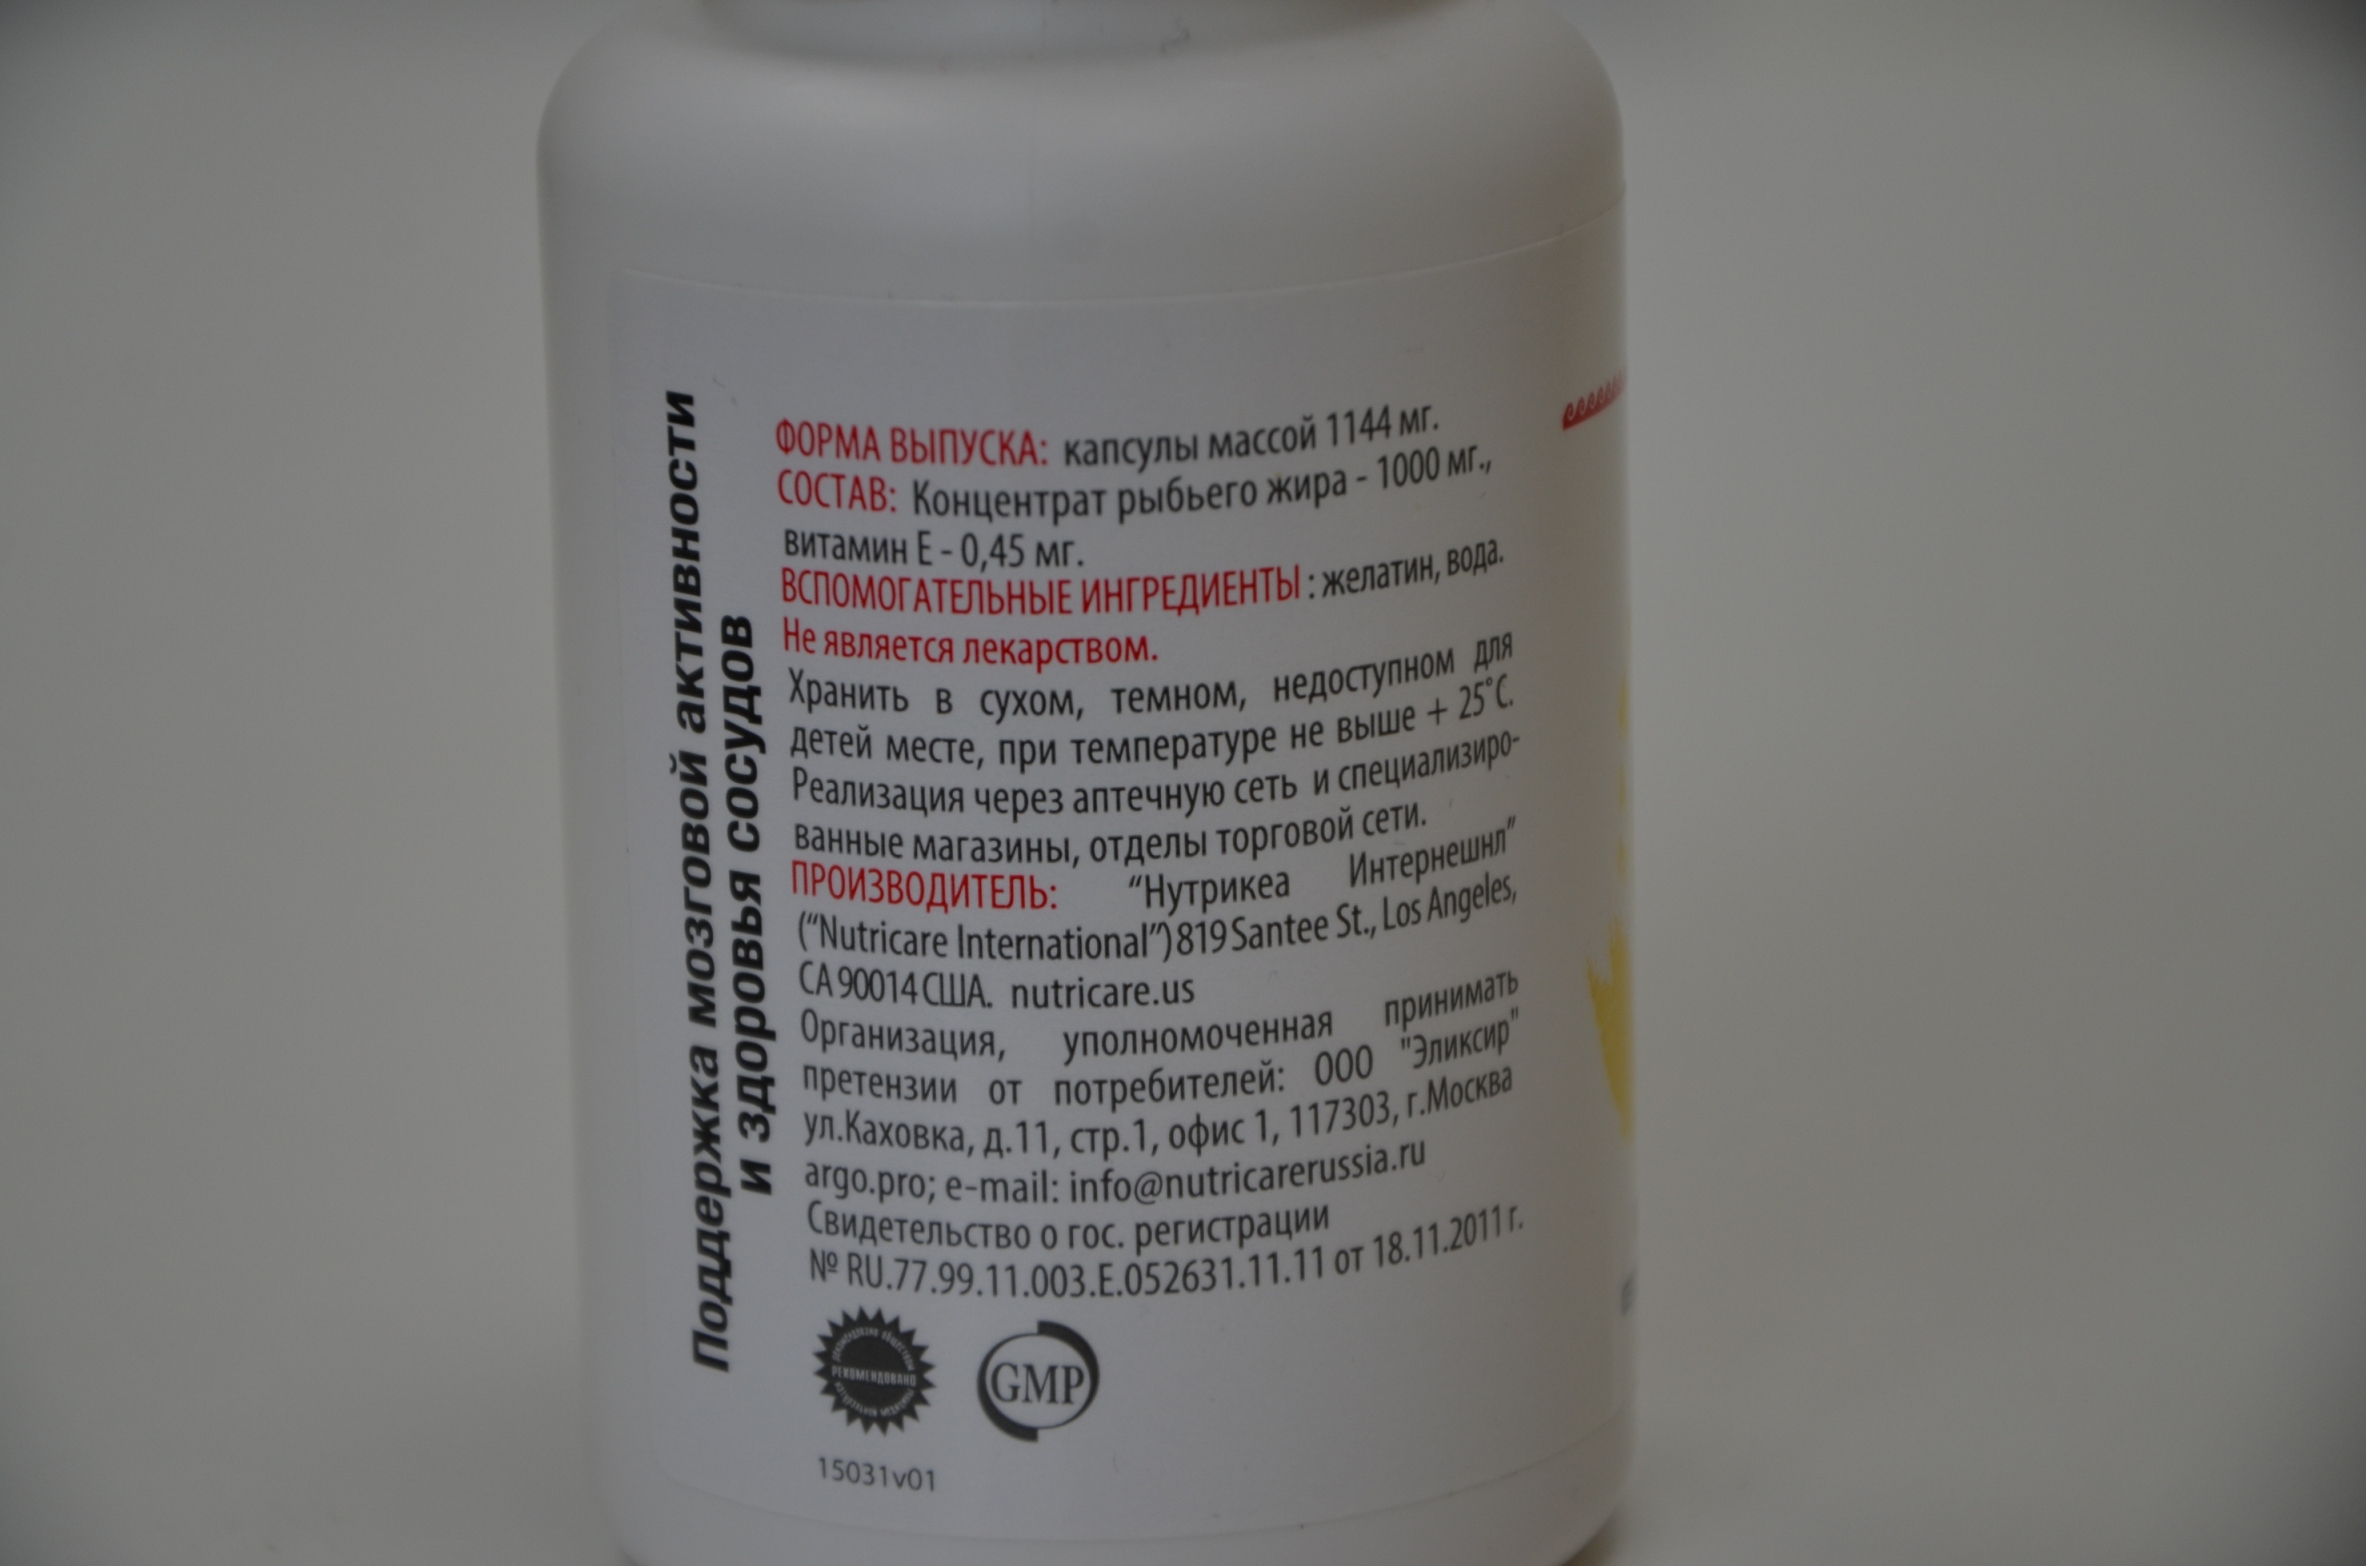 Поддержка мозговой активности
и здоровья сосудов
ФОРМА ВЫПУСКА: капсулы массой 1144 мг.
СОСТАВ: Концентрат рыбьего жира - 1000 мг.,
витамин Е - 0,45 мг.
ВСПОМОГАТЕЛЬНЫЕ ИНГРЕДИЕНТЫ : желатин, вода.
Не является лекарством.
Хранить в сухом, темном, недоступном для
детей месте, при температуре не выше + 25˚С.
Реализация через аптечную сеть и специализиро-
ванные магазины, отделы торговой сети.
ПРОИЗВОДИТЕЛЬ: “Нутрикеа Интернешнл”
(“Nutricare International”) 819 Santee St., Los Angeles,
CA 90014 США. nutricare.us
Организация, уполномоченная принимать
претензии от потребителей: ООО "Эликсир"
ул.Каховка, д.11, стр.1, офис 1, 117303, г.Москва
argo.pro; e-mail: info@nutricarerussia.ru
Свидетельство о гос. регистрации
№ RU.77.99.11.003.Е.052631.11.11 от 18.11.2011 г.
РЕКОМЕНДОВАНО
GMP
15031v01